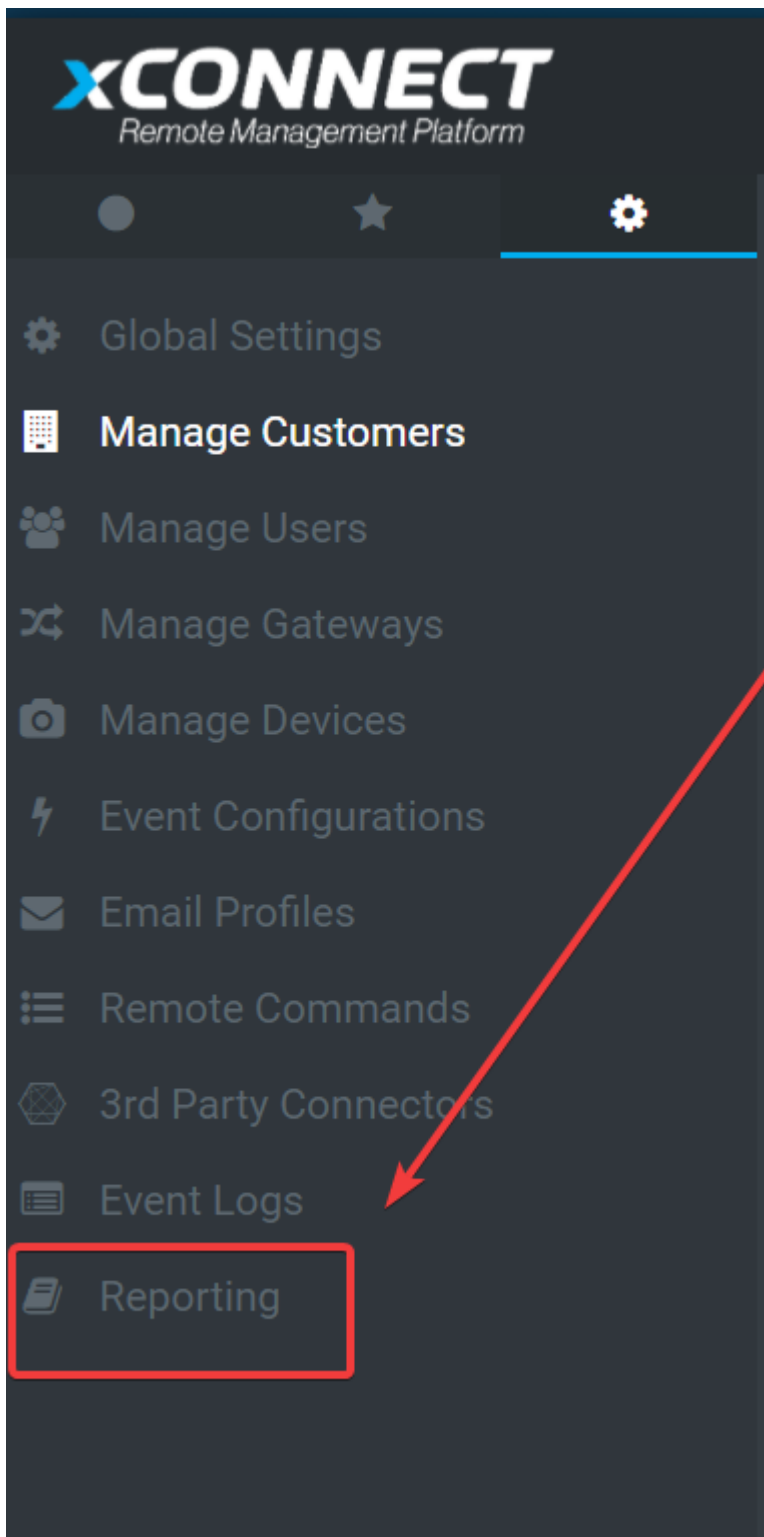 xCONNECT
Remote Management Platform
Global Settings
Manage Customers
Manage Users
Manage Gateways
Manage Devices
Event Configurations
Email Profiles
Remote Commands
3rd Party Connectors
Event Logs
Reporting